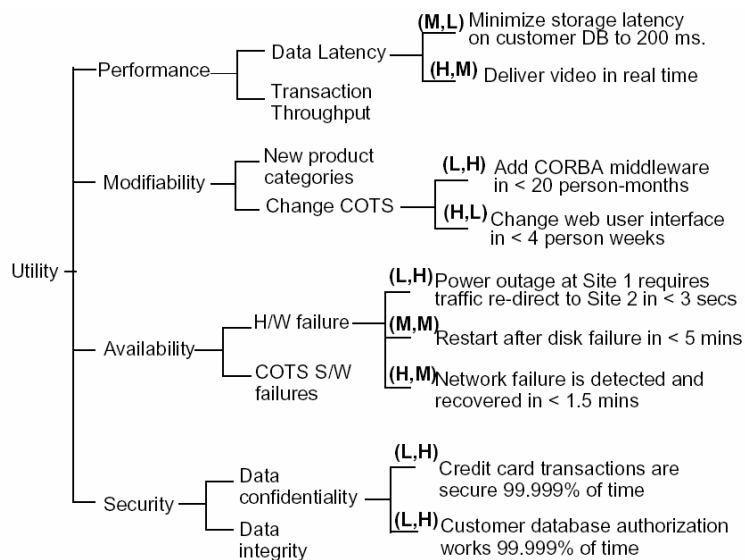 Utility
Performance
Data Latency
(M,L) Minimize storage latency
on customer DB to 200 ms.
(H,M) Deliver video in real time
Transaction
Throughput
Modifiability
New product
categories
Change COTS
(L,H) Add CORBA middleware
in < 20 person-months
(H,L) Change web user interface
in < 4 person weeks
Availability
H/W failure
(L,H) Power outage at Site 1 requires
traffic re-direct to Site 2 in < 3 secs
(M,M) Restart after disk failure in < 5 mins
(H,M) Network failure is detected and
recovered in < 1.5 mins
COTS S/W
failures
Security
Data
confidentiality
(L,H) Credit card transactions are
secure 99.999% of time
(L,H) Customer database authorization
works 99.999% of time
Data
integrity